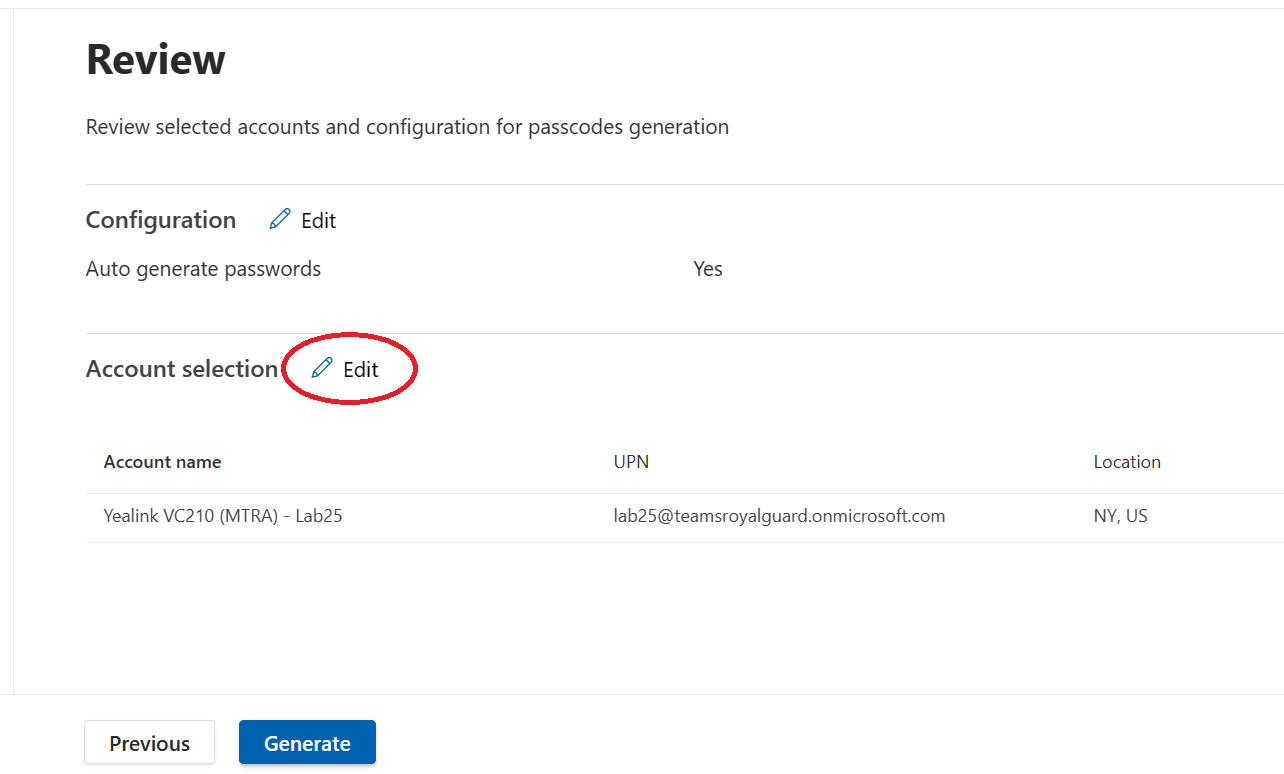 Review
Review selected accounts and configuration for passcodes generation
Configuration Edit
Auto generate passwords Yes
Account selection Edit
Account name UPN Location
Yealink VC210 (MTRA) - Lab25 lab25@teamsroyalguard.onmicrosoft.com NY, US
Previous Generate